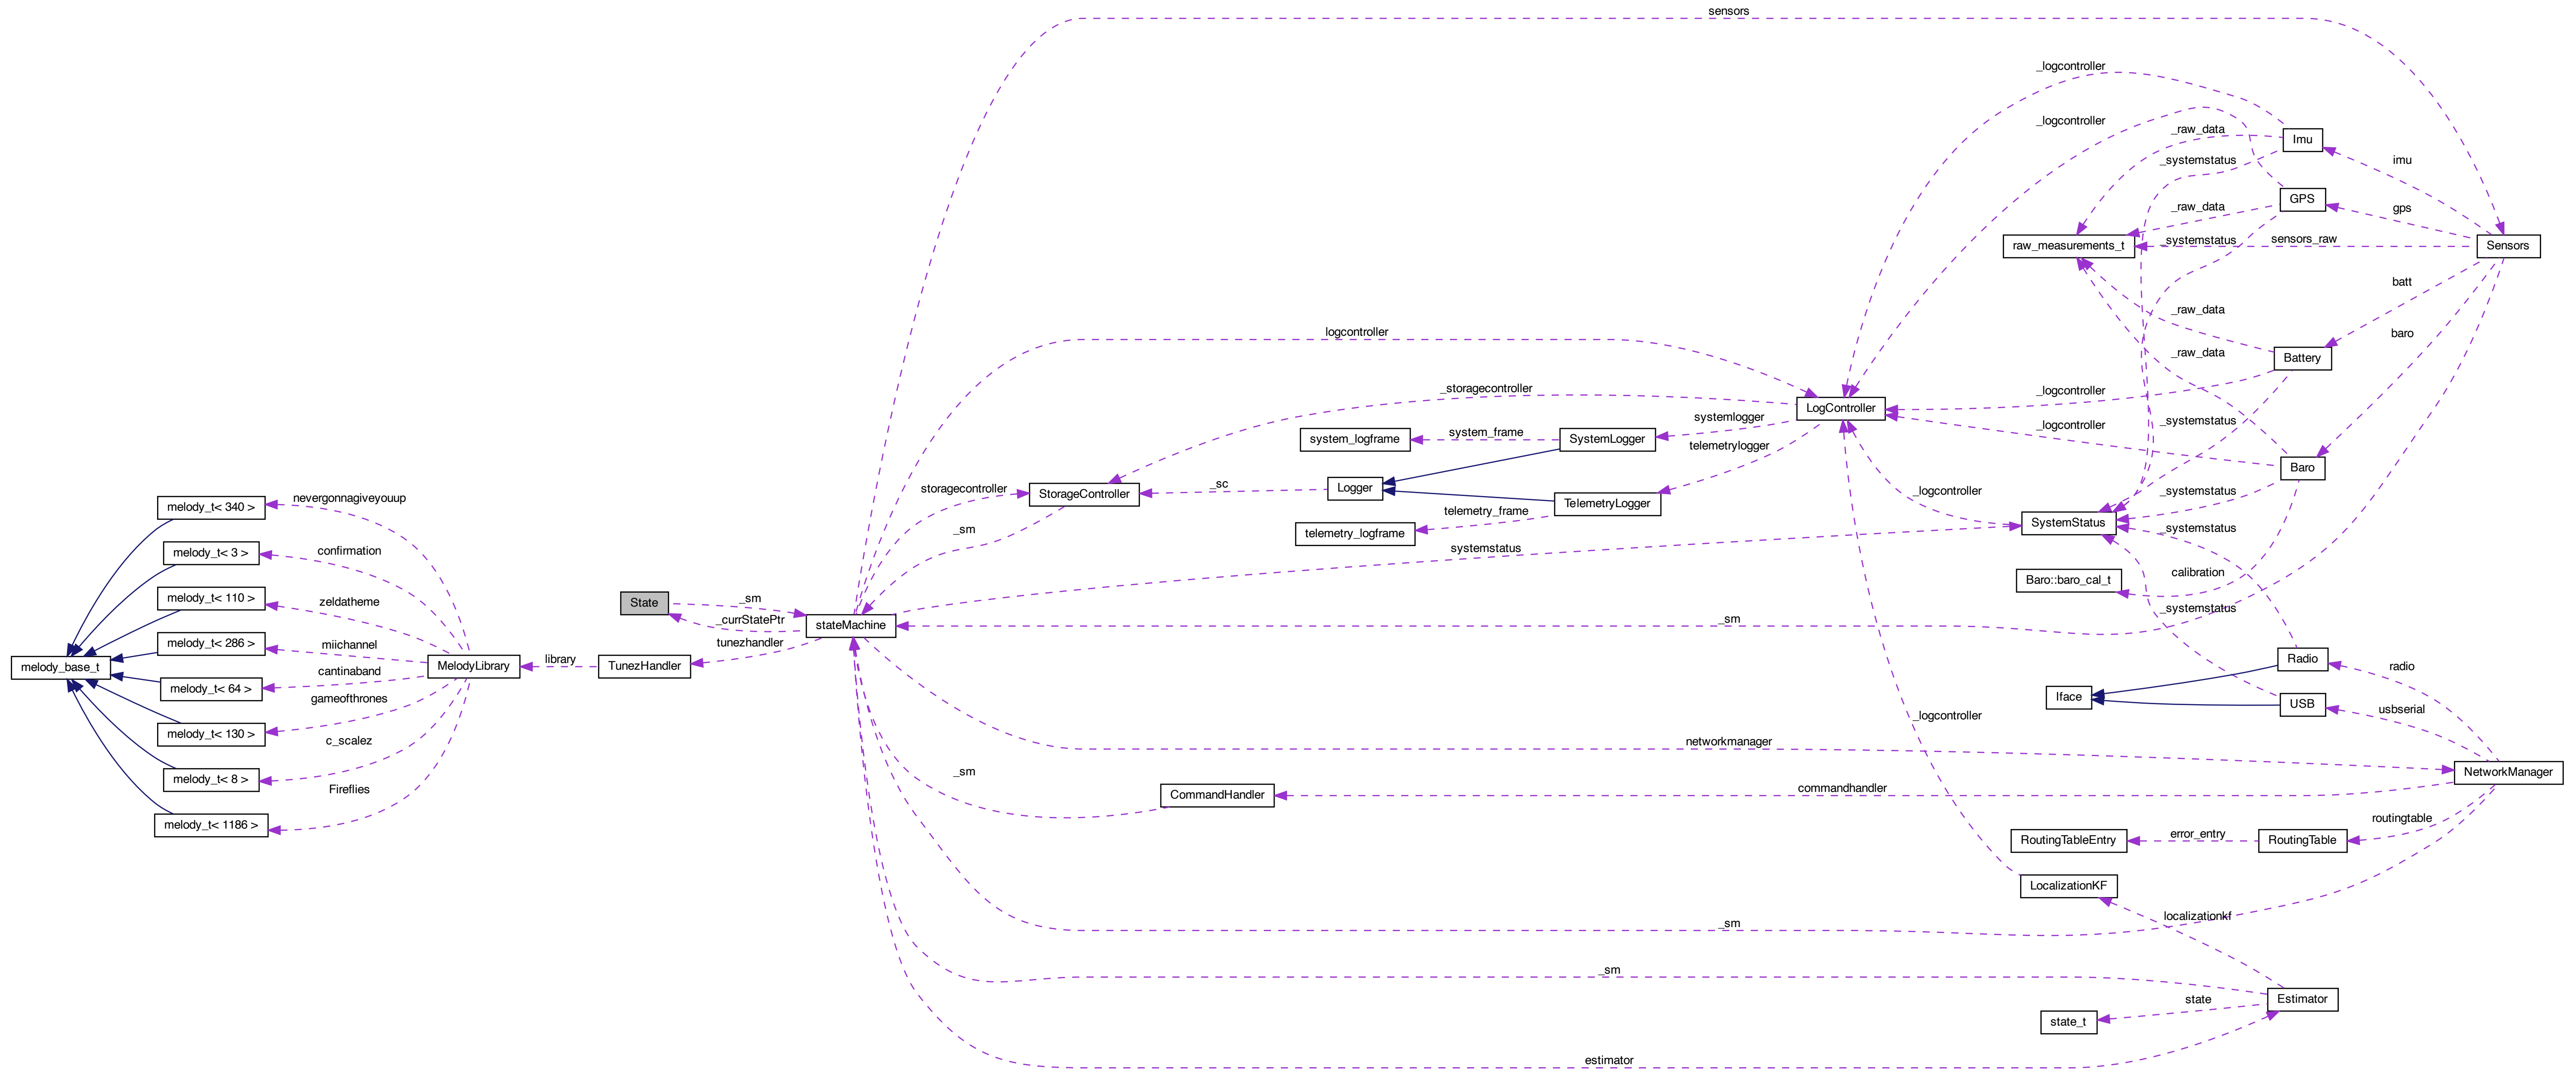 sensors
_logcontroller
_logcontroller
_raw_data
Imu
_systemstatus
imu
GPS
_raw_data
gps
raw_measurements_t
_systemstatus
sensors_raw
Sensors
batt
_raw_data
logcontroller
baro
_raw_data
Battery
_storagecontroller
_logcontroller
LogController
systemlogger
_systemstatus
_logcontroller
system_logframe
system_frame
SystemLogger
telemetrylogger
Baro
storagecontroller
StorageController
_sc
Logger
_logcontroller
_systemstatus
nevergonnagiveyouup
melody_t< 340 >
TelemetryLogger
telemetry_frame
telemetry_logframe
SystemStatus
_systemstatus
_sm
systemstatus
confirmation
melody_t< 3 >
Baro::baro_cal_t
calibration
melody_t< 110 >
zeldatheme
State
_sm
_currStatePtr
stateMachine
_systemstatus
_sm
melody_t< 286 >
miichannel
tunezhandler
melody_base_t
MelodyLibrary
library
TunezHandler
Radio
radio
cantinaband
melody_t< 64 >
gameofthrones
Iface
USB
usbserial
_logcontroller
melody_t< 130 >
c_scalez
networkmanager
melody_t< 8 >
_sm
NetworkManager
Fireflies
commandhandler
CommandHandler
melody_t< 1186 >
routingtable
RoutingTableEntry
error_entry
RoutingTable
LocalizationKF
localizationkf
_sm
_sm
state
Estimator
state_t
estimator